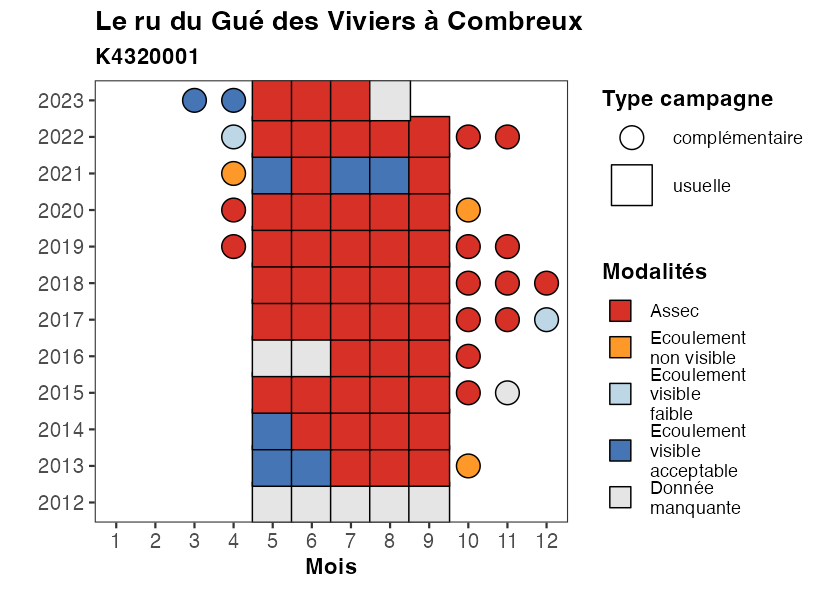 Le ru du Gué des Viviers à Combreux
K4320001
2023
2022
2021
2020
2019
2018
2017
2016
2015
2014
2013
2012
1 2 3 4 5 6 7 8 9 10 11 12
Mois
Type campagne
complémentaire
usuelle
Modalités
Assec
Ecoulement
non visible
Ecoulement
visible
faible
Ecoulement
visible
acceptable
Donnée
manquante